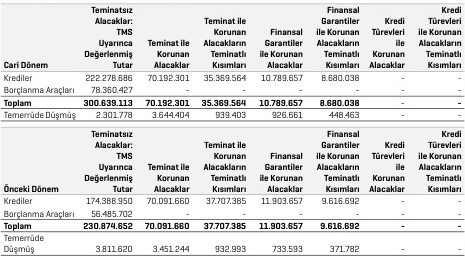 Teminatsız Alacaklar: TMS Uyarınca Değerlenmiş Tutar
Teminat ile Korunan Alacaklar
Teminat ile Korunan Alacakların Teminatlı Kısımları
Finansal Garantiler ile Korunan Alacaklar
Finansal Garantiler ile Korunan Alacakların Teminatlı Kısımları
Kredi Türevleri ile Korunan Alacaklar
Kredi Türevleri ile Korunan Alacakların Teminatlı Kısımları
Cari Dönem
Krediler 222.278.686 70.192.301 35.369.564 10.789.657 8.680.038 - -
Borçlanma Araçları 78.360.427 - - - - - -
Toplam 300.639.113 70.192.301 35.369.564 10.789.657 8.680.038 - -
Temerrüde Düşmüş 2.301.778 3.644.404 939.403 926.661 448.463 - -
Teminatsız Alacaklar: TMS Uyarınca Değerlenmiş Tutar
Teminat ile Korunan Alacaklar
Teminat ile Korunan Alacakların Teminatlı Kısımları
Finansal Garantiler ile Korunan Alacaklar
Finansal Garantiler ile Korunan Alacakların Teminatlı Kısımları
Kredi Türevleri ile Korunan Alacaklar
Kredi Türevleri ile Korunan Alacakların Teminatlı Kısımları
Önceki Dönem
Krediler 174.388.950 70.091.660 37.707.385 11.903.657 9.616.692 - -
Borçlanma Araçları 56.485.702 - - - - - -
Toplam 230.874.652 70.091.660 37.707.385 11.903.657 9.616.692 - -
Temerrüde
Düşmüş 3.811.620 3.451.244 932.993 733.593 371.782 - -